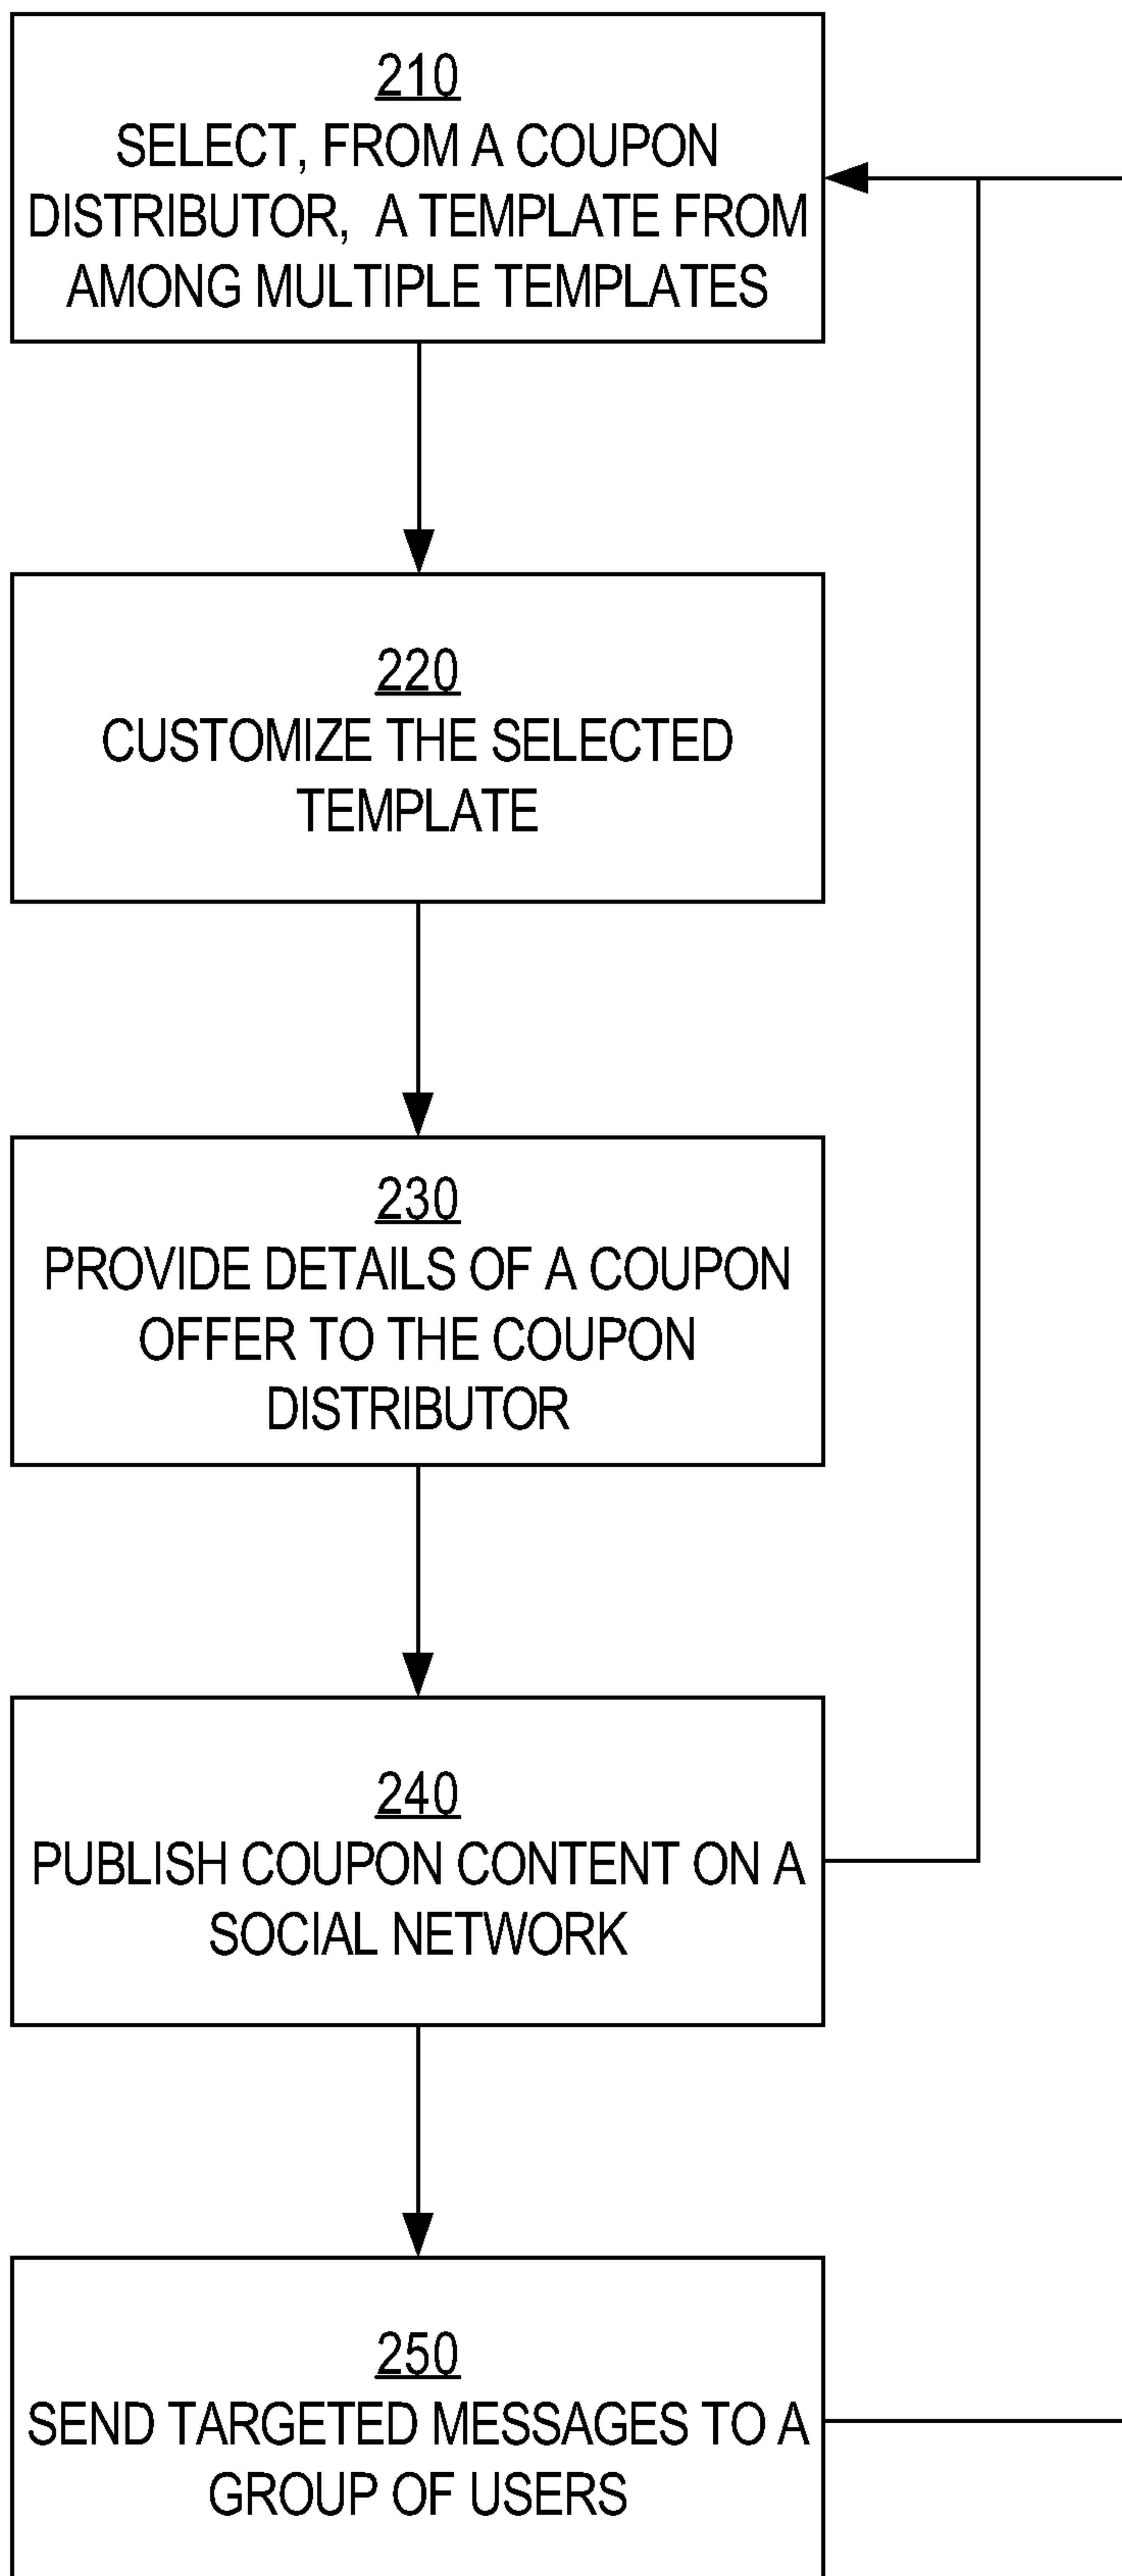 210
SELECT, FROM A COUPON
DISTRIBUTOR, A TEMPLATE FROM
AMONG MULTIPLE TEMPLATES
220
CUSTOMIZE THE SELECTED
TEMPLATE
230
PROVIDE DETAILS OF A COUPON
OFFER TO THE COUPON
DISTRIBUTOR
240
PUBLISH COUPON CONTENT ON A
SOCIAL NETWORK
250
SEND TARGETED MESSAGES TO A
GROUP OF USERS